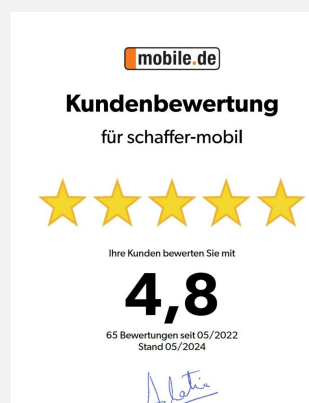 mobile.de
Kundenbewertung
für schaffer-mobil
Ihre Kunden bewerten Sie mit
4,8
65 Bewertungen seit 05/2022
Stand 05/2024